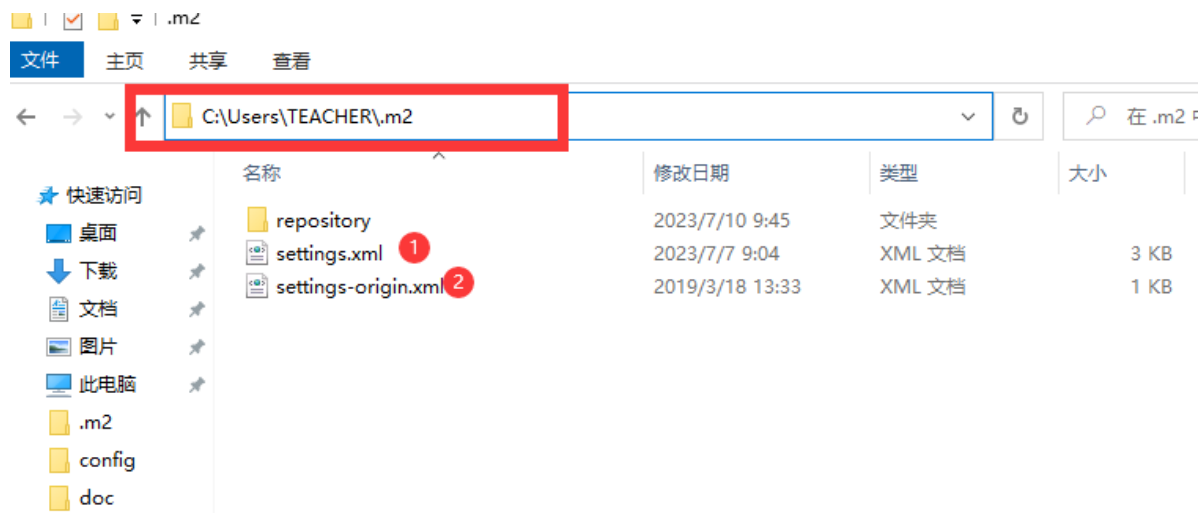 .m2
文件 主页 共享 查看
C:\Users\TEACHER\.m2 在 .m2
名称 修改日期 类型 大小
快速访问
桌面
下载
文档
图片
此电脑
.m2
config
doc
repository 2023/7/10 9:45 文件夹
settings.xml 1 2023/7/7 9:04 XML 文档 3 KB
settings-origin.xml 2 2019/3/18 13:33 XML 文档 1 KB